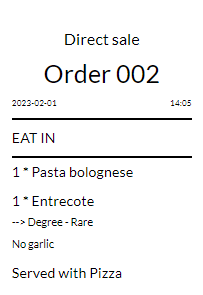 Direct sale
Order 002
2023-02-01 14:05
EAT IN
1 * Pasta bolognese
1 * Entrecote
--> Degree - Rare
No garlic
Served with Pizza